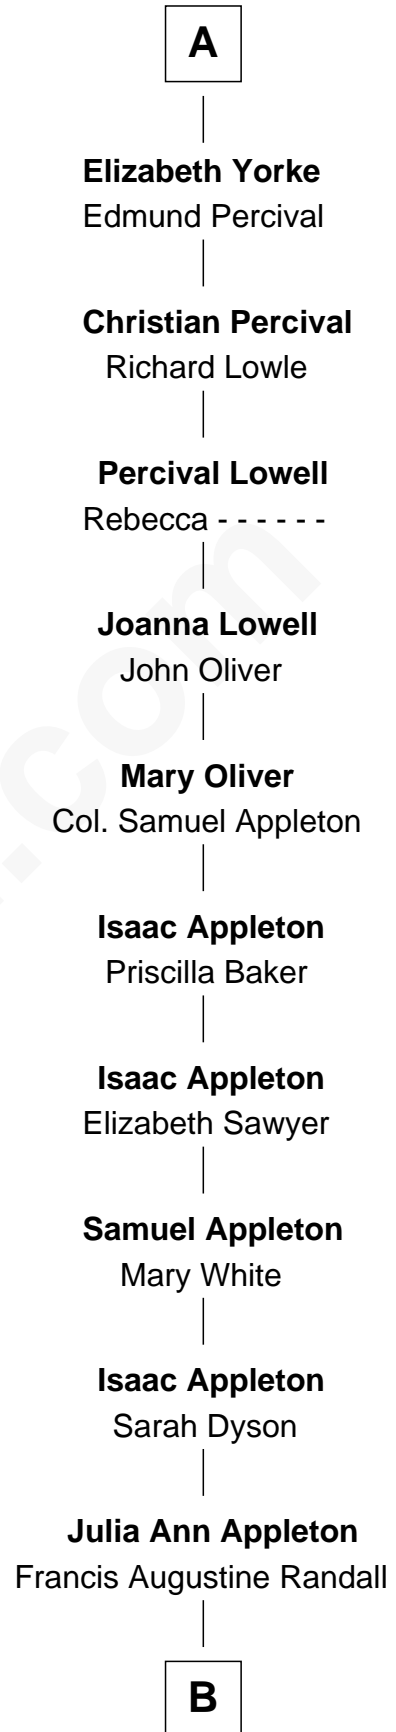 A
Elizabeth Yorke
Edmund Percival
Christian Percival
Richard Lowle
Percival Lowell
Rebecca - - - - - -
Joanna Lowell
John Oliver
Mary Oliver
Col. Samuel Appleton
Isaac Appleton
Priscilla Baker
Isaac Appleton
Elizabeth Sawyer
Samuel Appleton
Mary White
Isaac Appleton
Sarah Dyson
Julia Ann Appleton
Francis Augustine Randall
B
.com